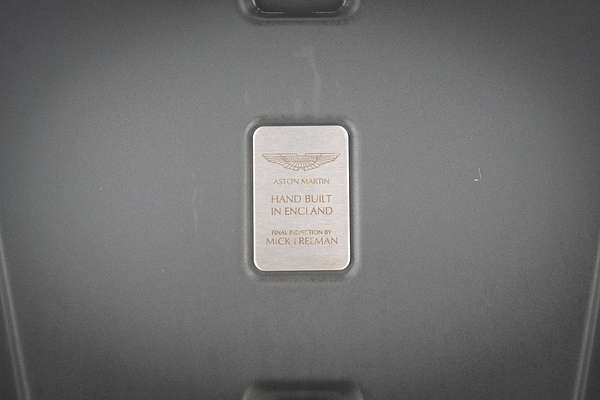 ASTON MARTIN
HAND BUILT
IN ENGLAND
FINAL INSPECTION BY
MICK FREEMAN